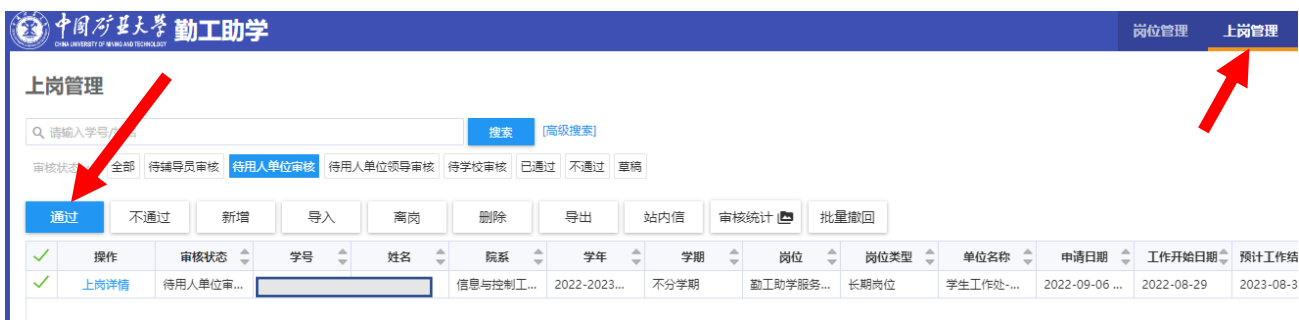 中国矿业大学 勤工助学 岗位管理 上岗管理
CHINA UNIVERSITY OF MINING AND TECHNOLOGY
上岗管理
请输入学号/ 搜索 [高级搜索]
审核状态 全部 待辅导员审核 待用人单位审核 待用人单位领导审核 待学校审核 已通过 不通过 草稿
通过 不通过 新增 导入 离岗 删除 导出 站内信 审核统计 批量撤回
操作 审核状态 学号 姓名 院系 学年 学期 岗位 岗位类型 单位名称 申请日期 工作开始日期 预计工作结
上岗详情 待用人单位审... 信息与控制工... 2022-2023... 不分学期 勤工助学服务... 长期岗位 学生工作处-... 2022-09-06 ... 2022-08-29 2023-08-3